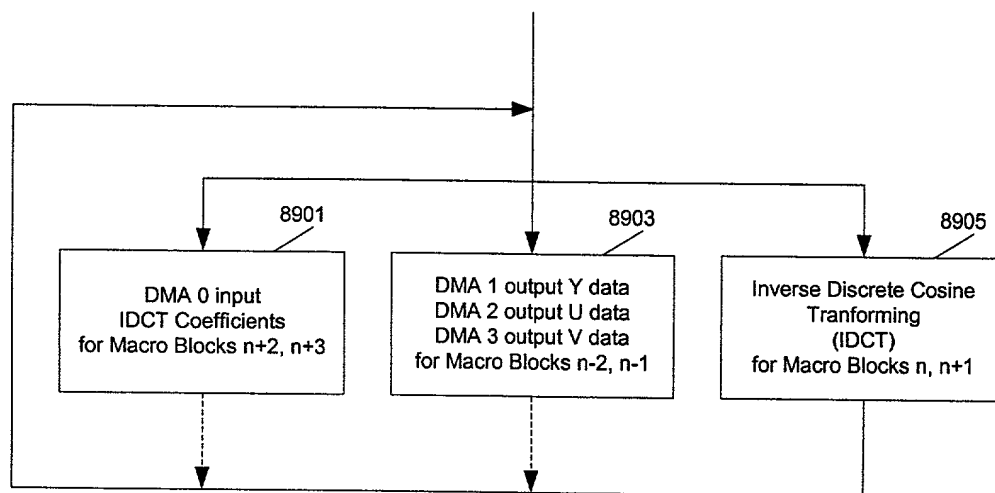 8901
8903
8905
DMA 0 input
IDCT Coefficients
for Macro Blocks n+2, n+3
DMA 1 output Y data
DMA 2 output U data
DMA 3 output V data
for Macro Blocks n-2, n-1
Inverse Discrete Cosine
Tranforming
(IDCT)
for Macro Blocks n, n+1